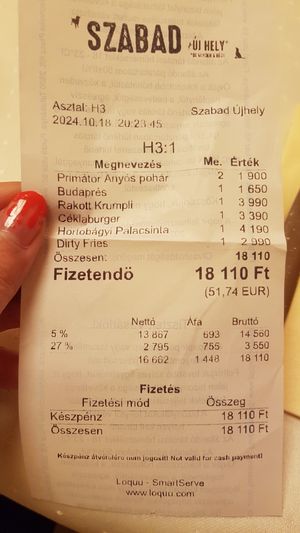 SZABAD
ÚJ HELY
Asztal: H3 Szabad Újhely
2024.10.18. 20:23:45
H3:1
Megnevezés Me. Érték
Primátor Anyós pohár 2 1 900
Budaprés 1 1 650
Rakott Krumpli 1 3 990
Céklaburger 1 3 390
Hortobágyi Palacsinta 1 4 190
Dirty Fries 1 2 990
Összesen: 18 110
Fizetendö 18 110 Ft
(51,74 EUR)
Nettó Áfa Bruttó
5 % 13 867 693 14 560
27 % 2 795 755 3 550
16 662 1 448 18 110
Fizetés
Fizetési mód Összeg
Készpénz 18 110 Ft
Összesen 18 110 Ft
Készpénz átvételére nem jogosít! Not valid for cash payment!
Loquu - SmartServe
www.loquu.com